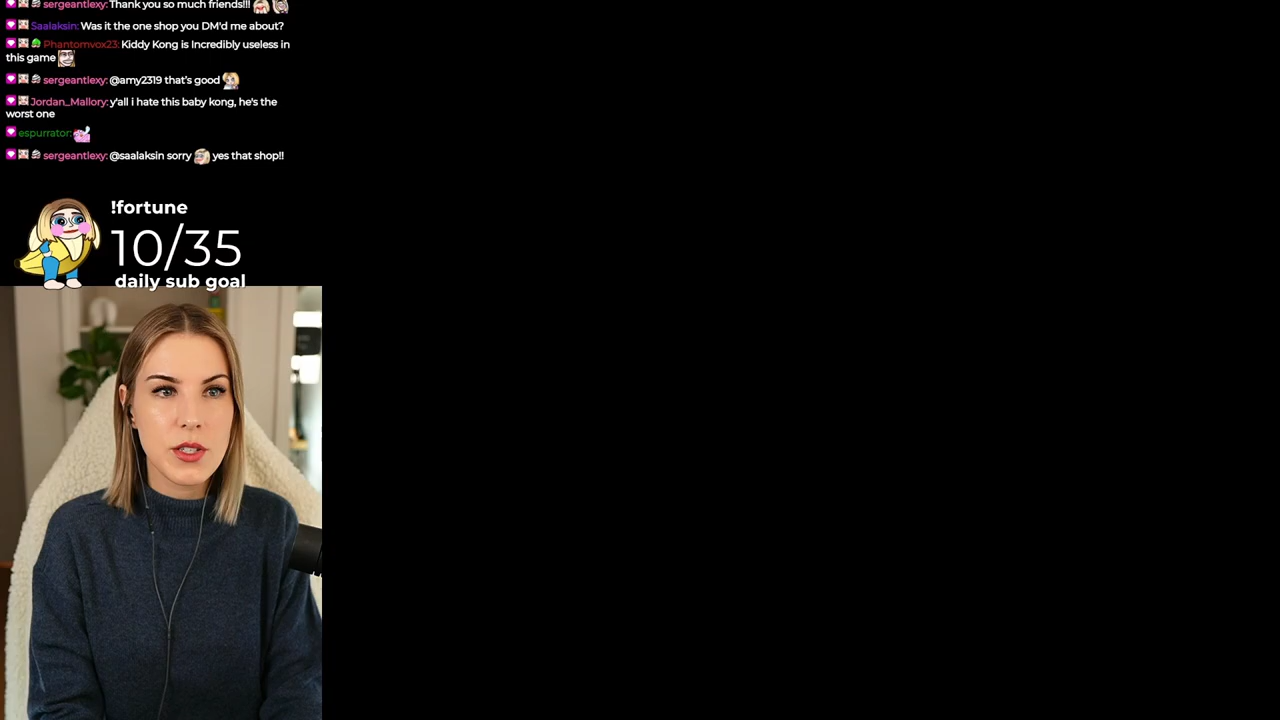 sergeantlexy: Thank you so much friends!!!
Saalaksin: Was it the one shop you DM'd me about?
Phantomvox23: Kiddy Kong is Incredibly useless in
this game
sergeantlexy: @amy2319 that's good
Jordan_Mallory: y'all i hate this baby kong, he's the
worst one
espurrator:
sergeantlexy: @saalaksin sorry yes that shop!!
!fortune
10/35
daily sub goal